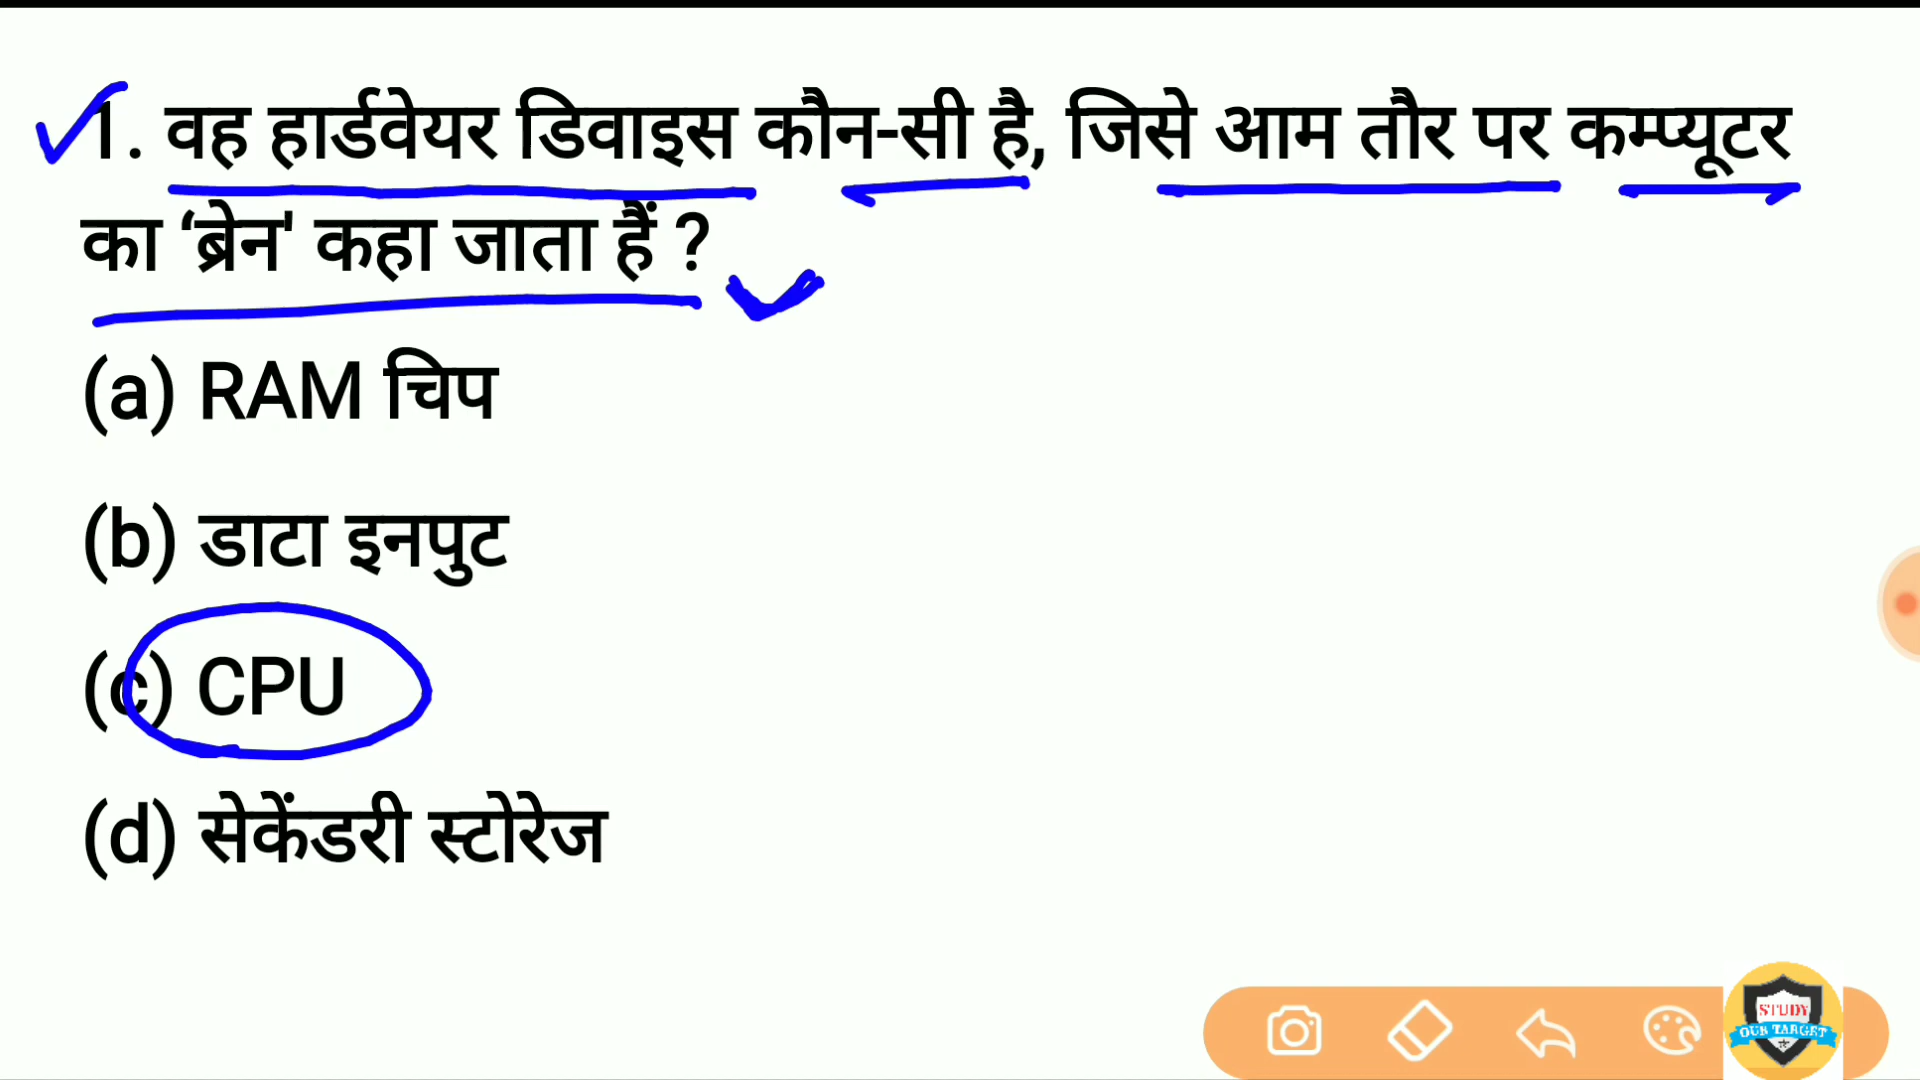 1. वह हार्डवेयर डिवाइस कौन-सी है, जिसे आम तौर पर कम्प्यूटर
का ‘ब्रेन' कहा जाता हैं ?
(a) RAM चिप
(b) डाटा इनपुट
(c) CPU
(d) सेकेंडरी स्टोरेज
STUDY
OUR TARGET